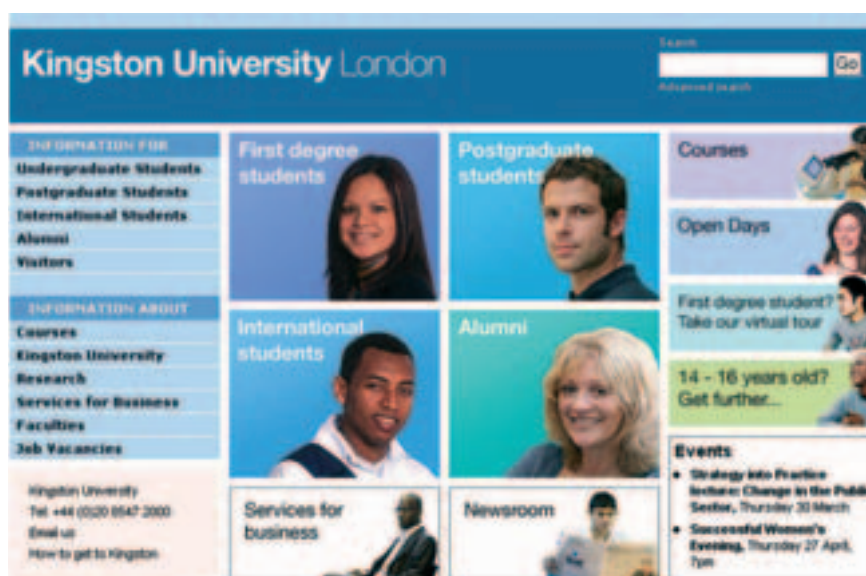 Kingston University London
Search
Go
Advanced search
INFORMATION FOR
Undergraduate Students
Postgraduate Students
International Students
Alumni
Visitors
INFORMATION ABOUT
Courses
Kingston University
Research
Services for Business
Faculties
Job Vacancies
Kingston University
Tel +44 (0)20 8547 2000
Email us
How to get to Kingston
First degree
students
Postgraduate
students
International
students
Alumni
Services for
business
Newsroom
Courses
Open Days
First degree student?
Take our virtual tour
14 - 16 years old?
Get further...
Events
Strategy into Practice
lecture: Change in the Public
Sector, Thursday 30 March
Successful Women's
Evening, Thursday 27 April,
7pm